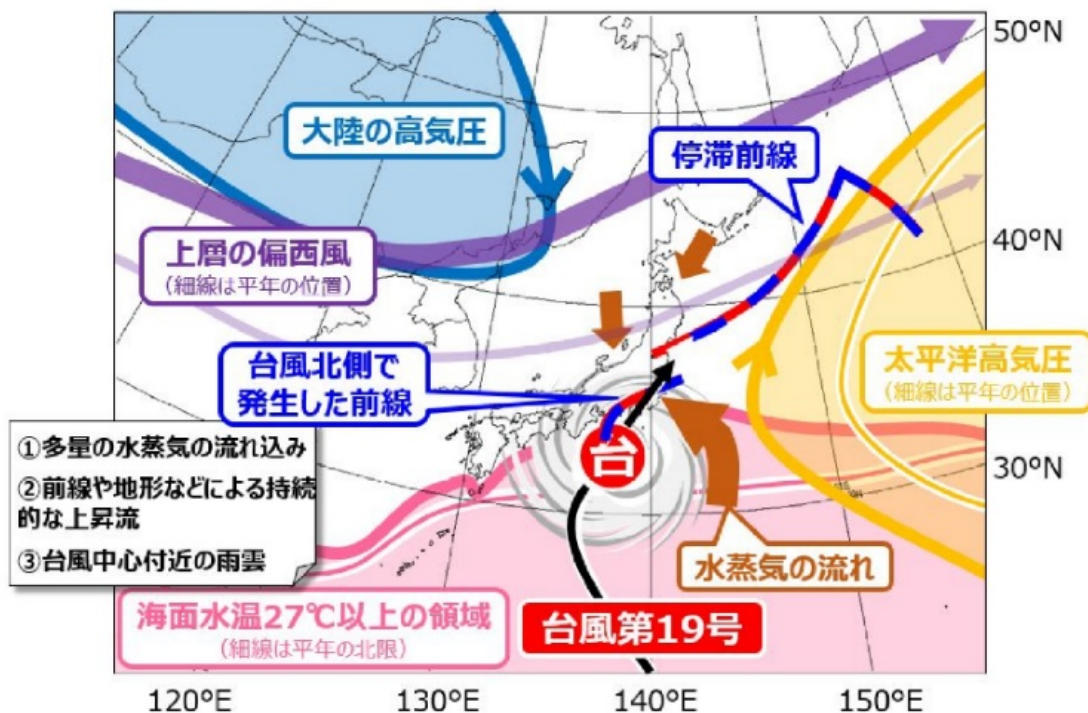 50°N
大陸の高気圧
停滞前線
上層の偏西風
(細線は平年の位置)
40°N
台風北側で
発生した前線
太平洋高気圧
(細線は平年の位置)
①多量の水蒸気の流れ込み
②前線や地形などによる持続
的な上昇流
③台風中心付近の雨雲
台
30°N
水蒸気の流れ
海面水温27℃以上の領域
(細線は平年の北限)
台風第19号
120°E
130°E
140°E
150°E